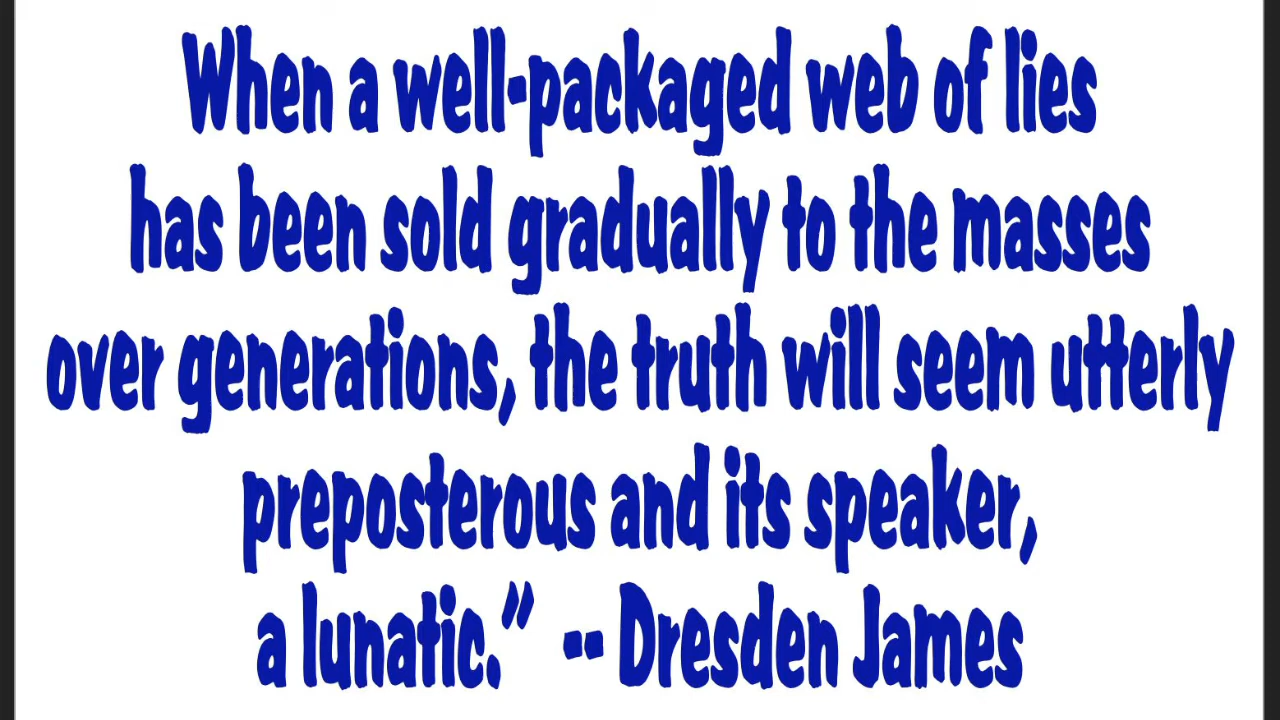 When a well-packaged web of lies
has been sold gradually to the masses
over generations, the truth will seem utterly
preposterous and its speaker,
a lunatic.” -- Dresden James